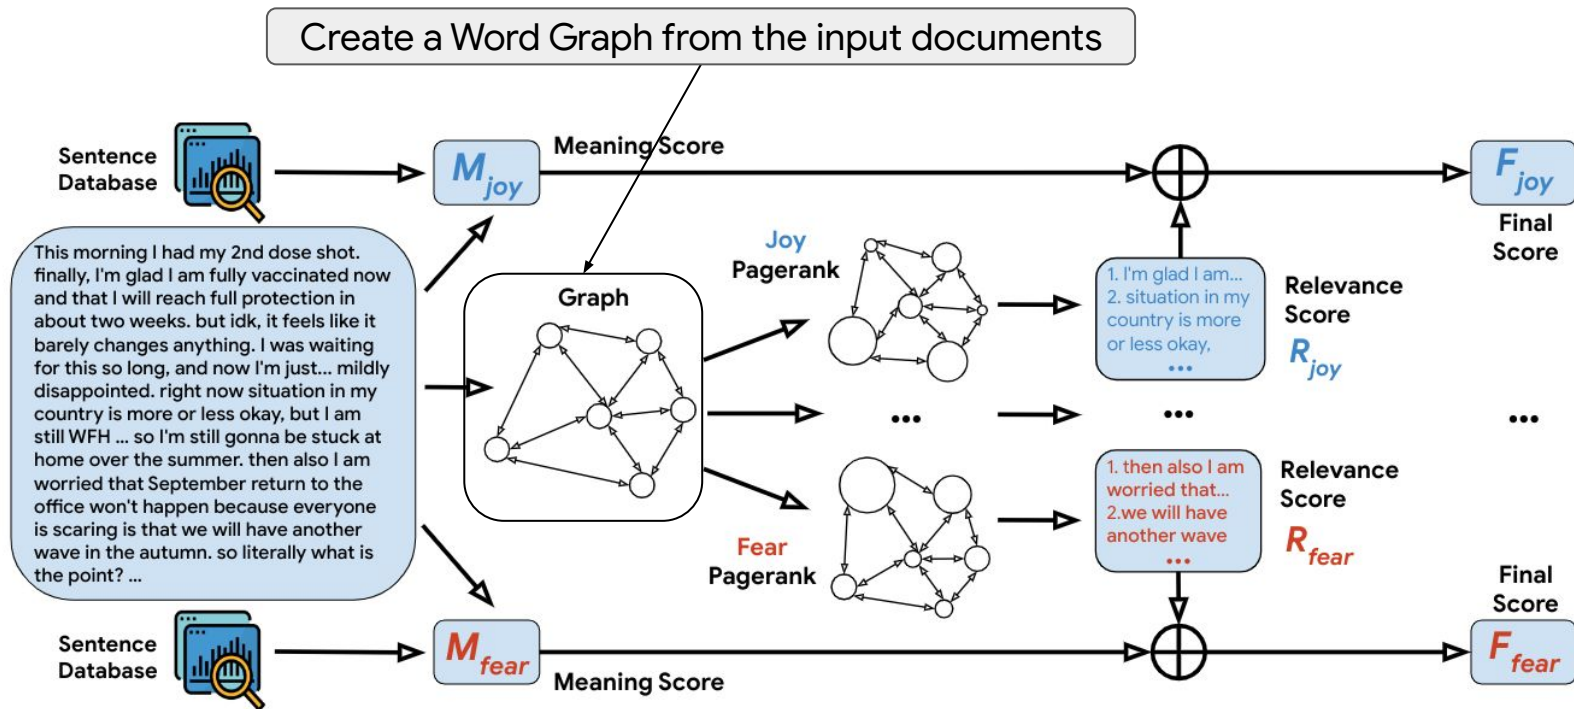 Create a Word Graph from the input documents
Sentence
Database
M joy
Meaning Score
F joy
Final
Score
This morning I had my 2nd dose shot.
finally, I'm glad I am fully vaccinated now
and that I will reach full protection in
about two weeks. but idk, it feels like it
barely changes anything. I was waiting
for this so long, and now I'm just... mildly
disappointed. right now situation in my
country is more or less okay, but I am
still WFH ... so I'm still gonna be stuck at
home over the summer. then also I am
worried that September return to the
office won't happen because everyone
is scaring is that we will have another
wave in the autumn. so literally what is
the point? ...
Graph
Joy
Pagerank
1. I'm glad I am...
2. situation in my
country is more
or less okay,
...
Relevance
Score
R joy
...
...
...
Fear
Pagerank
1. then also I am
worried that...
2.we will have
another wave
...
Relevance
Score
R fear
Final
Score
Sentence
Database
M fear
Meaning Score
F fear